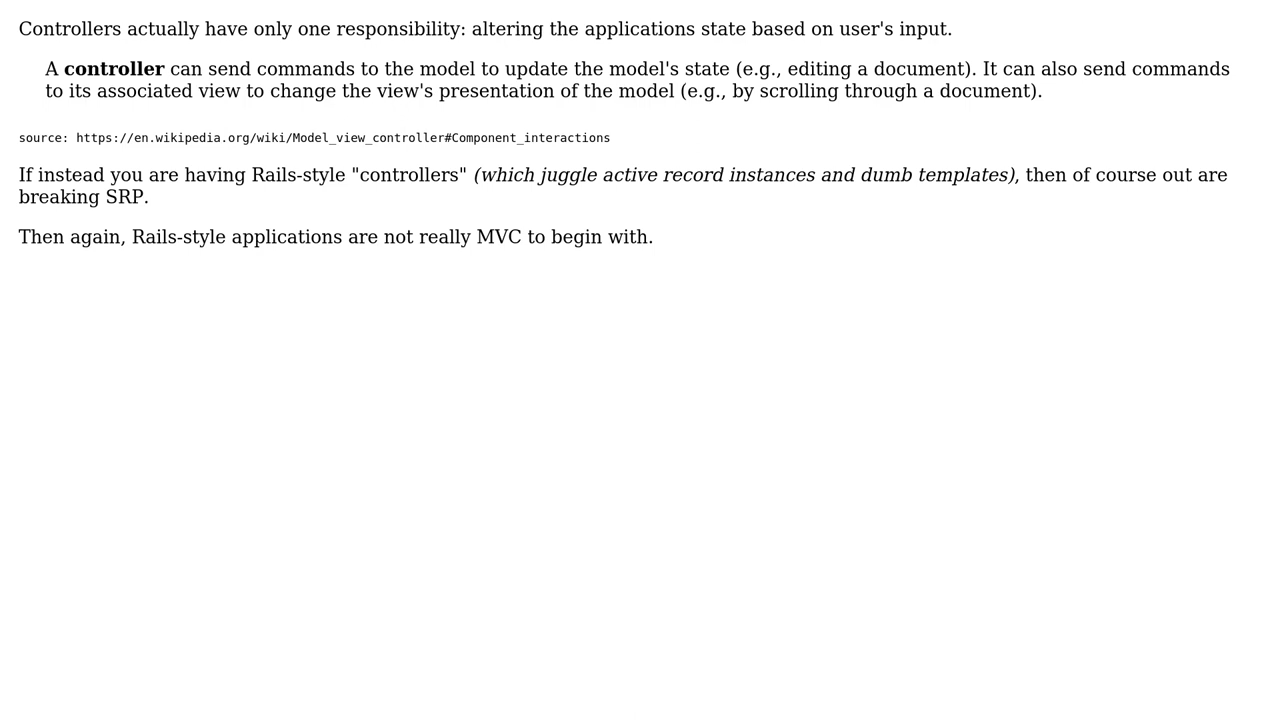 Controllers actually have only one responsibility: altering the applications state based on user's input.
A controller can send commands to the model to update the model's state (e.g., editing a document). It can also send commands
to its associated view to change the view's presentation of the model (e.g., by scrolling through a document).
source: https://en.wikipedia.org/wiki/Model_view_controller#Component_interactions
If instead you are having Rails-style "controllers" (which juggle active record instances and dumb templates), then of course out are
breaking SRP.
Then again, Rails-style applications are not really MVC to begin with.